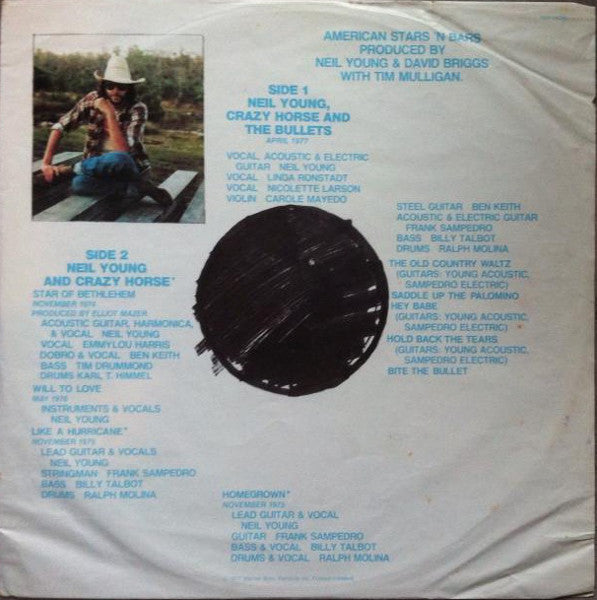 AMERICAN STARS 'N BARS
PRODUCED BY
NEIL YOUNG & DAVID BRIGGS
WITH TIM MULLIGAN.
SIDE 1
NEIL YOUNG,
CRAZY HORSE AND
THE BULLETS
APRIL 1977
VOCAL, ACOUSTIC & ELECTRIC
GUITAR NEIL YOUNG
VOCAL LINDA RONSTADT
VOCAL NICOLETTE LARSON
VIOLIN CAROLE MAYEDO
STEEL GUITAR BEN KEITH
ACOUSTIC & ELECTRIC GUITAR
FRANK SAMPEDRO
BASS BILLY TALBOT
DRUMS RALPH MOLINA
THE OLD COUNTRY WALTZ
(GUITARS: YOUNG ACOUSTIC,
SAMPEDRO ELECTRIC)
SADDLE UP THE PALOMINO
HEY BABE
(GUITARS: YOUNG ACOUSTIC,
SAMPEDRO ELECTRIC)
HOLD BACK THE TEARS
(GUITARS: YOUNG ACOUSTIC,
SAMPEDRO ELECTRIC)
BITE THE BULLET
SIDE 2
NEIL YOUNG
AND CRAZY HORSE*
STAR OF BETHLEHEM
NOVEMBER 1974
PRODUCED BY ELLIOT MAZER
ACOUSTIC GUITAR, HARMONICA,
& VOCAL NEIL YOUNG
VOCAL EMMYLOU HARRIS
DOBRO & VOCAL BEN KEITH
BASS TIM DRUMMOND
DRUMS KARL T. HIMMEL
WILL TO LOVE
MAY 1976
INSTRUMENTS & VOCALS
NEIL YOUNG
LIKE A HURRICANE*
NOVEMBER 1975
LEAD GUITAR & VOCALS
NEIL YOUNG
STRINGMAN FRANK SAMPEDRO
BASS BILLY TALBOT
DRUMS RALPH MOLINA
HOMEGROWN*
NOVEMBER 1975
LEAD GUITAR & VOCAL
NEIL YOUNG
GUITAR FRANK SAMPEDRO
BASS & VOCAL BILLY TALBOT
DRUMS & VOCAL RALPH MOLINA